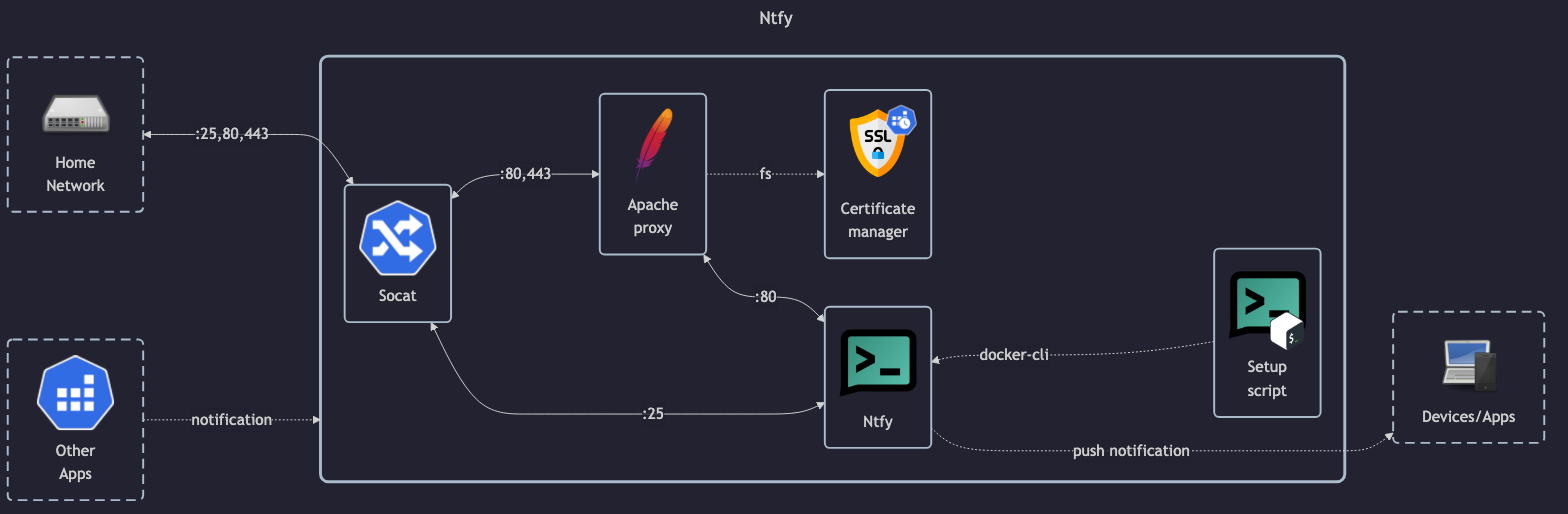 Ntfy
Home
Network
:25,80,443
Socat
:80,443
Apache
proxy
fs
SSL
Certificate
manager
:80
:25
Ntfy
>_
docker-cli
>_
$_
Setup
script
Other
Apps
notification
push notification
Devices/Apps